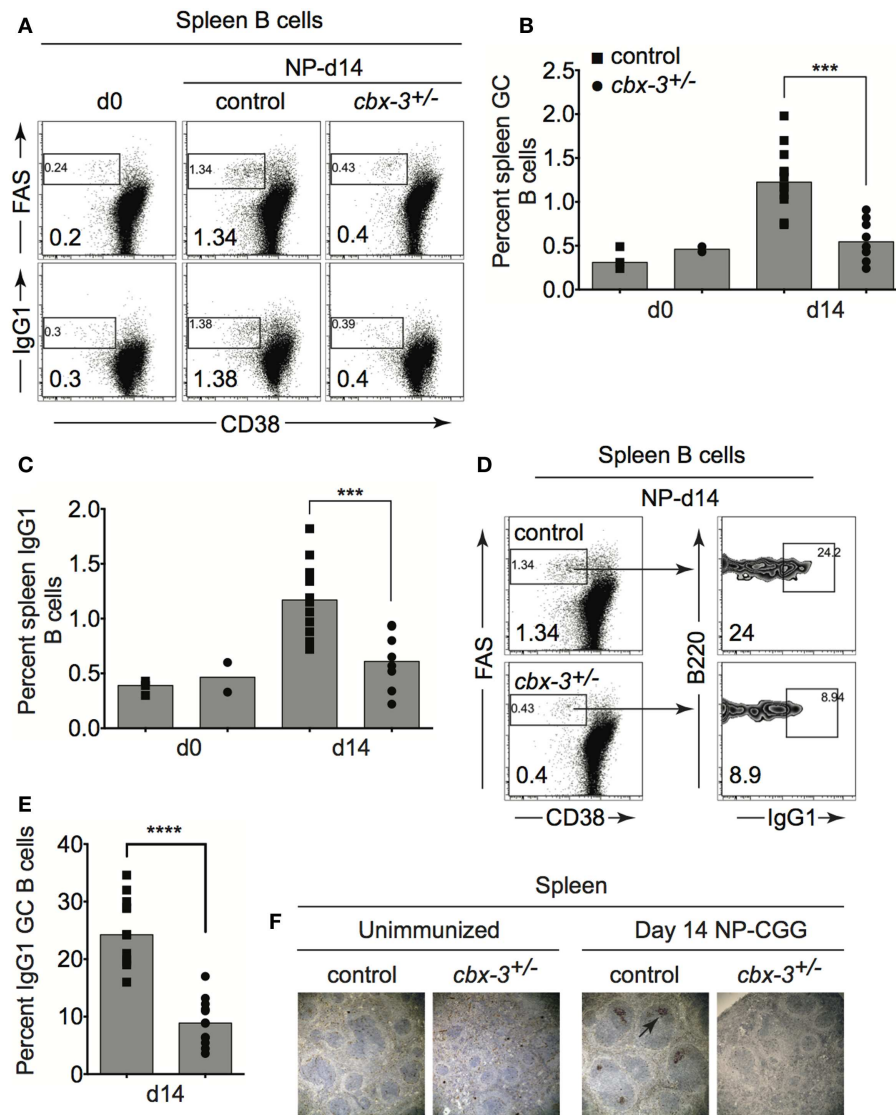 A
Spleen B cells
NP-d14
d0 control cbx-3+/-
FAS
0.24 1.34 0.43
0.2 1.34 0.4
IgG1
0.3 1.38 0.39
0.3 1.38 0.4
CD38
B
control
cbx-3+/-
***
Percent spleen GC
B cells
2.5
2.0
1.5
1.0
0.5
0.0
d0 d14
C
***
Percent spleen IgG1
B cells
2.0
1.5
1.0
0.5
0.0
d0 d14
D
Spleen B cells
NP-d14
control
FAS
1.34
1.34
cbx-3+/-
0.43
0.4
CD38
B220
24.2
24
8.94
8.9
IgG1
E
****
Percent IgG1 GC B cells
40
30
20
10
0
d14
F
Spleen
Unimmunized Day 14 NP-CGG
control cbx-3+/- control cbx-3+/-